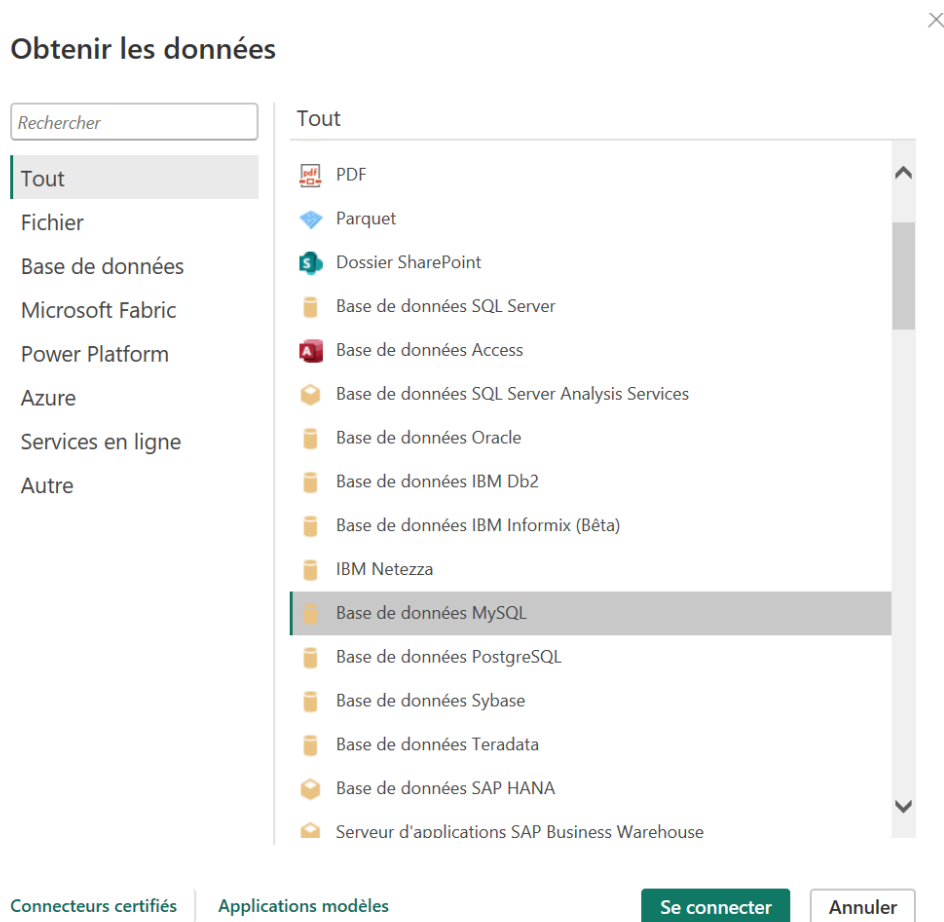 Obtenir les données
Rechercher
Tout
Fichier
Base de données
Microsoft Fabric
Power Platform
Azure
Services en ligne
Autre
Tout
PDF
Parquet
Dossier SharePoint
Base de données SQL Server
Base de données Access
Base de données SQL Server Analysis Services
Base de données Oracle
Base de données IBM Db2
Base de données IBM Informix (Bêta)
IBM Netezza
Base de données MySQL
Base de données PostgreSQL
Base de données Sybase
Base de données Teradata
Base de données SAP HANA
Serveur d'applications SAP Business Warehouse
Connecteurs certifiés
Applications modèles
Se connecter
Annuler